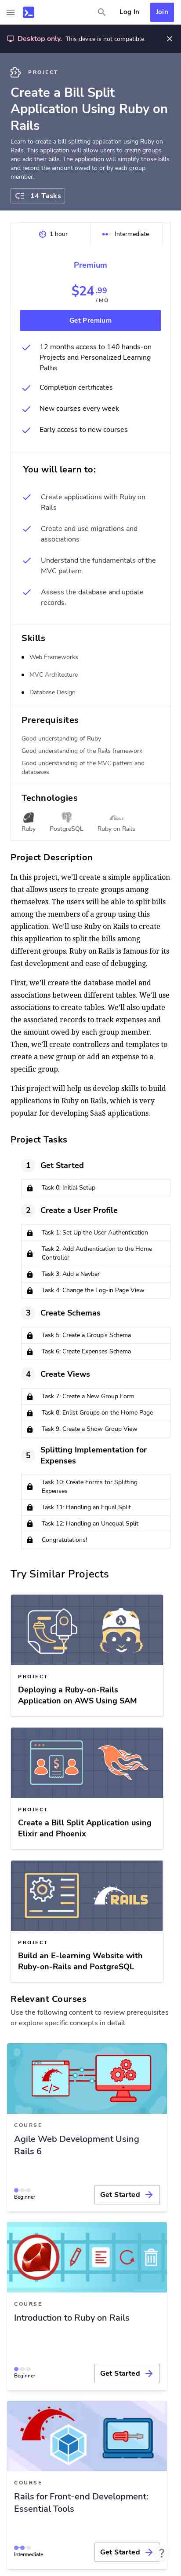 Log In
Join
Desktop only. This device is not compatible.
PROJECT
Create a Bill Split
Application Using Ruby on
Rails
Learn to create a bill splitting application using Ruby on
Rails. This application will allow users to create groups
and add their bills. The application will simplify those bills
and record the amount owed to or by each group
member.
14 Tasks
1 hour
Intermediate
Premium
$24.99
/ MO
Get Premium
12 months access to 140 hands-on
Projects and Personalized Learning
Paths
Completion certificates
New courses every week
Early access to new courses
You will learn to:
Create applications with Ruby on
Rails
Create and use migrations and
associations
Understand the fundamentals of the
MVC pattern.
Assess the database and update
records.
Skills
Web Frameworks
MVC Architecture
Database Design
Prerequisites
Good understanding of Ruby
Good understanding of the Rails framework
Good understanding of the MVC pattern and
databases
Technologies
Ruby
PostgreSQL
Ruby on Rails
Project Description
In this project, we'll create a simple application
that allows users to create groups among
themselves. The users will be able to split bills
among the members of a group using this
application. We will use Ruby on Rails to create
this application to split the bills among
different groups. Ruby on Rails is famous for its
fast development and ease of debugging.
First, we'll create the database model and
associations between different tables. We'll use
associations to create tables. We'll also update
the associated records to track expenses and
the amount owed by each group member.
Then, we'll create controllers and templates to
create a new group or add an expense to a
specific group.
This project will help us develop skills to build
applications in Ruby on Rails, which is very
popular for developing SaaS applications.
Project Tasks
1 Get Started
Task 0: Initial Setup
2 Create a User Profile
Task 1: Set Up the User Authentication
Task 2: Add Authentication to the Home
Controller
Task 3: Add a Navbar
Task 4: Change the Log-in Page View
3 Create Schemas
Task 5: Create a Group's Schema
Task 6: Create Expenses Schema
4 Create Views
Task 7: Create a New Group Form
Task 8: Enlist Groups on the Home Page
Task 9: Create a Show Group View
5 Splitting Implementation for
Expenses
Task 10: Create Forms for Splitting
Expenses
Task 11: Handling an Equal Split
Task 12: Handling an Unequal Split
Congratulations!
Try Similar Projects
PROJECT
Deploying a Ruby-on-Rails
Application on AWS Using SAM
PROJECT
Create a Bill Split Application using
Elixir and Phoenix
RAILS
PROJECT
Build an E-learning Website with
Ruby-on-Rails and PostgreSQL
Relevant Courses
Use the following content to review prerequisites
or explore specific concepts in detail.
COURSE
Agile Web Development Using
Rails 6
Beginner
Get Started
COURSE
Introduction to Ruby on Rails
Beginner
Get Started
COURSE
Rails for Front-end Development:
Essential Tools
Intermediate
Get Started
?